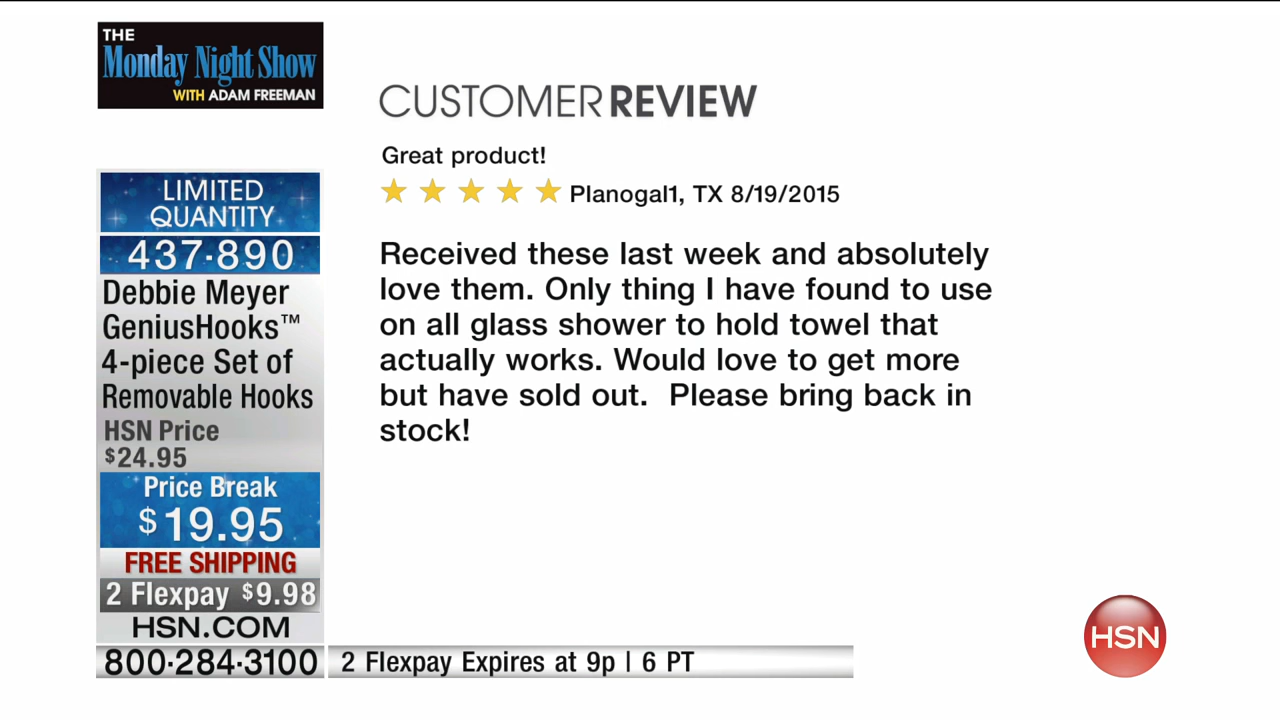 THE
Monday Night Show
WITH ADAM FREEMAN
CUSTOMER REVIEW
Great product!
Planogal1, TX 8/19/2015
Received these last week and absolutely
love them. Only thing I have found to use
on all glass shower to hold towel that
actually works. Would love to get more
but have sold out.  Please bring back in
stock!
LIMITED
QUANTITY
437·890
Debbie Meyer
GeniusHooks™
4-piece Set of
Removable Hooks
HSN Price
$24.95
Price Break
$19.95
FREE SHIPPING
2 Flexpay $9.98
HSN.COM
800·284·3100
2 Flexpay Expires at 9p | 6 PT
HSN